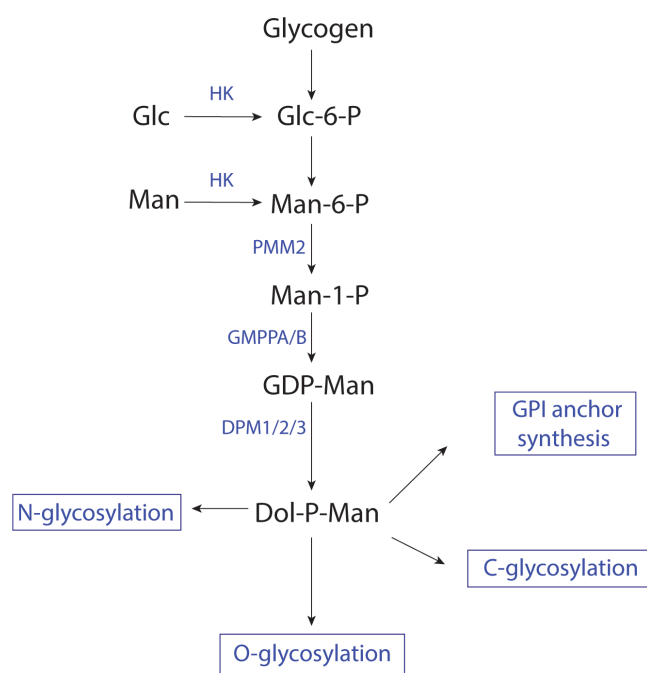 Glycogen
HK
Glc
Glc-6-P
HK
Man
Man-6-P
PMM2
Man-1-P
GMPPA/B
GDP-Man
GPI anchor
synthesis
DPM1/2/3
N-glycosylation
Dol-P-Man
C-glycosylation
O-glycosylation